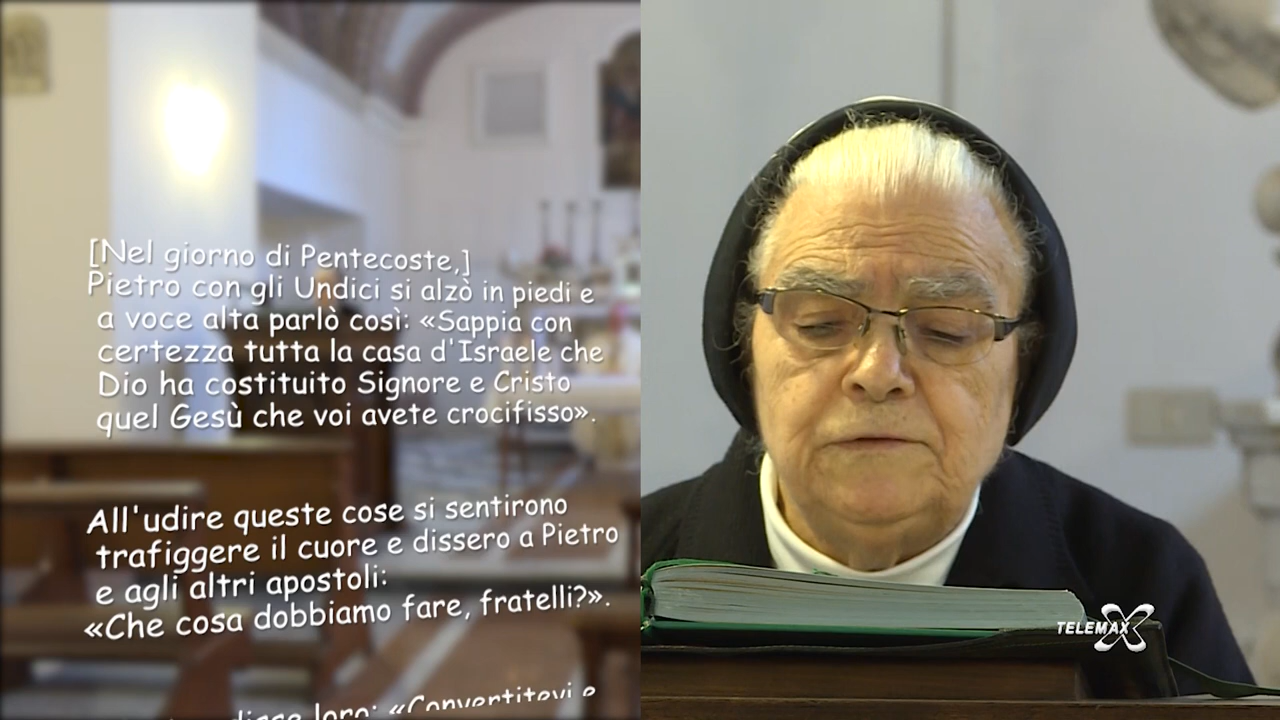 [Nel giorno di Pentecoste,]
Pietro con gli Undici si alzò in piedi e
a voce alta parlò così: «Sappia con
certezza tutta la casa d'Israele che
Dio ha costituito Signore e Cristo
quel Gesù che voi avete crocifisso».
All'udire queste cose si sentirono
trafiggere il cuore e dissero a Pietro
e agli altri apostoli:
«Che cosa dobbiamo fare, fratelli?».
loro: «Convertitevi e
TELEMAX